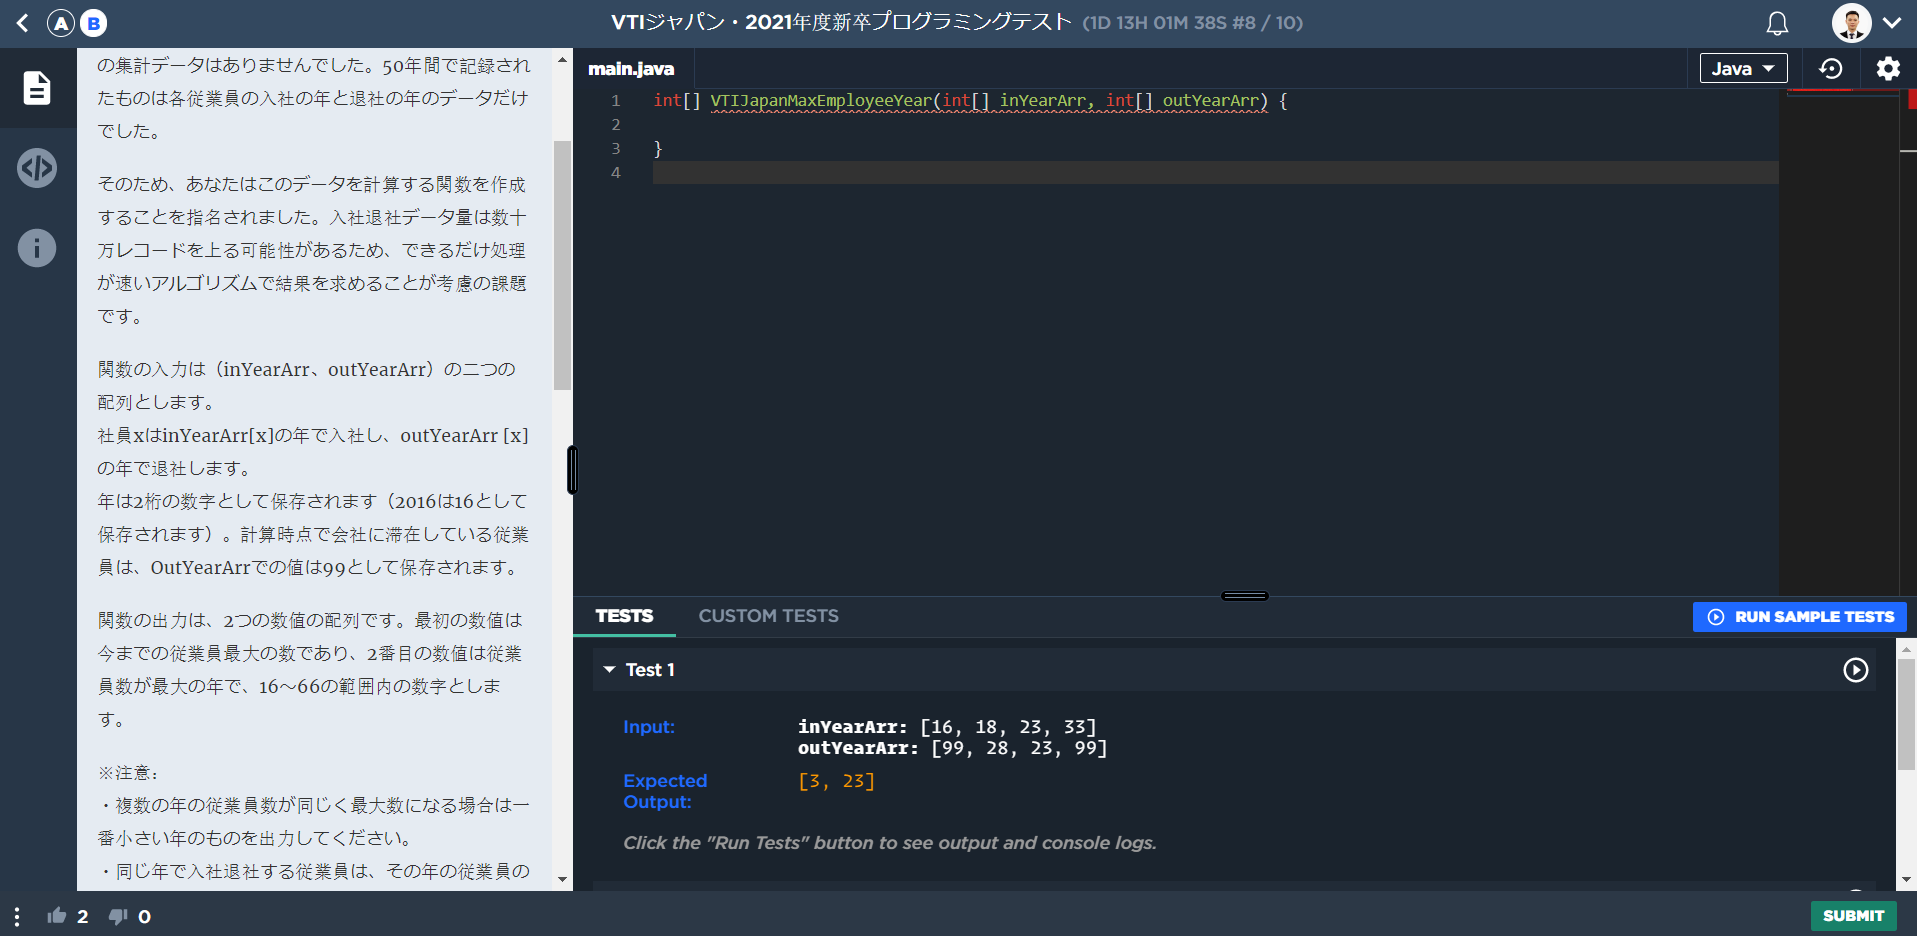 A B
VTIジャパン・2021年度新卒プログラミングテスト (1D 13H 01M 38S #8 / 10)
の集計データはありませんでした。50年間で記録され
たものは各従業員の入社の年と退社の年のデータだけ
でした。
そのため、あなたはこのデータを計算する関数を作成
することを指名されました。入社退社データ量は数十
万レコードを上る可能性があるため、できるだけ処理
が速いアルゴリズムで結果を求めることが考慮の課題
です。
関数の入力は（inYearArr、outYearArr）の二つの
配列とします。
社員xはinYearArr[x]の年で入社し、outYearArr [x]
の年で退社します。
年は2桁の数字として保存されます（2016は16として
保存されます）。計算時点で会社に滞在している従業
員は、OutYearArrでの値は99として保存されます。
関数の出力は、2つの数値の配列です。最初の数値は
今までの従業員最大の数であり、2番目の数値は従業
員数が最大の年で、16～66の範囲内の数字としま
す。
※注意：
・複数の年の従業員数が同じく最大数になる場合は一
番小さい年のものを出力してください。
・同じ年で入社退社する従業員は、その年の従業員の
main.java
Java
1 int[] VTIJapanMaxEmployeeYear(int[] inYearArr, int[] outYearArr) {
2
3 }
4
TESTS CUSTOM TESTS
RUN SAMPLE TESTS
Test 1
Input: inYearArr: [16, 18, 23, 33]
outYearArr: [99, 28, 23, 99]
Expected Output: [3, 23]
Click the "Run Tests" button to see output and console logs.
2 0
SUBMIT